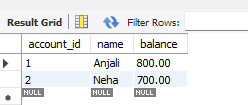 Result Grid Filter Rows:
account_id name balance
1 Anjali 800.00
2 Neha 700.00
NULL NULL NULL